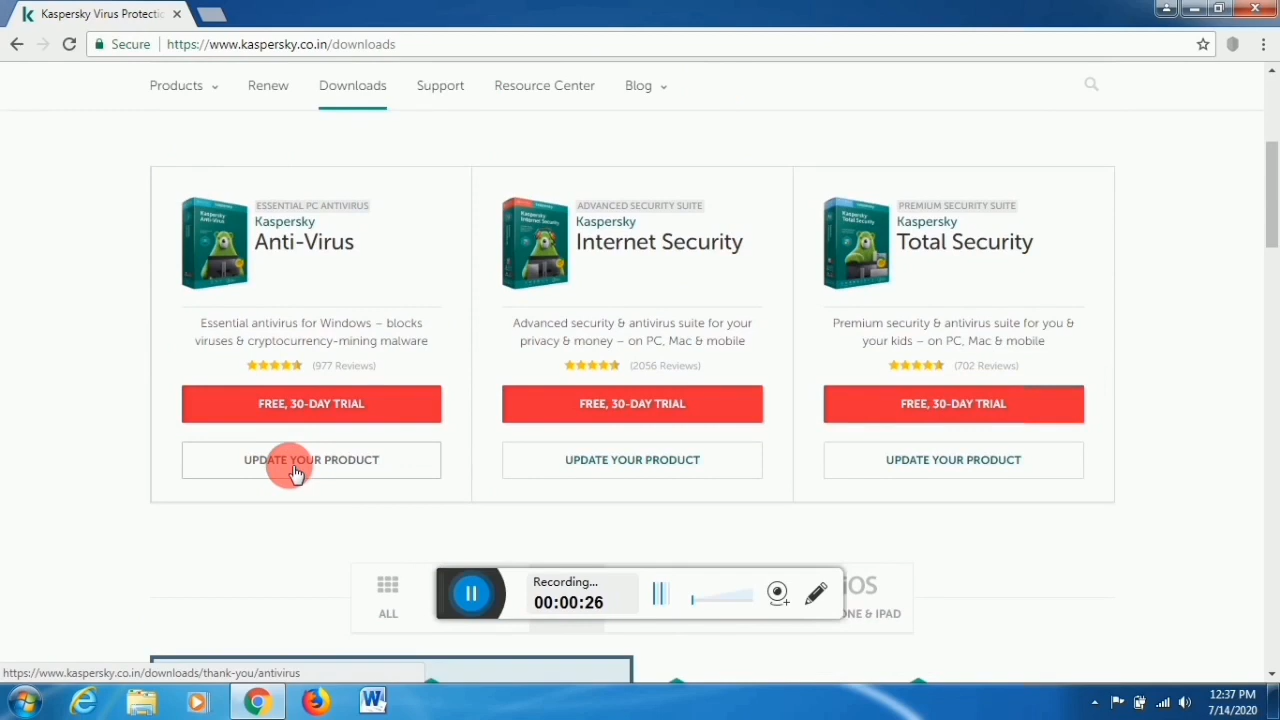 Kaspersky Virus Protectio
Secure
https://www.kaspersky.co.in/downloads
Products
Renew
Downloads
Support
Resource Center
Blog
ESSENTIAL PC ANTIVIRUS
Kaspersky
Anti-Virus
Essential antivirus for Windows – blocks
viruses & cryptocurrency-mining malware
(977 Reviews)
FREE, 30-DAY TRIAL
UPDATE YOUR PRODUCT
ADVANCED SECURITY SUITE
Kaspersky
Internet Security
Advanced security & antivirus suite for your
privacy & money – on PC, Mac & mobile
(2056 Reviews)
FREE, 30-DAY TRIAL
UPDATE YOUR PRODUCT
PREMIUM SECURITY SUITE
Kaspersky
Total Security
Premium security & antivirus suite for you &
your kids – on PC, Mac & mobile
(702 Reviews)
FREE, 30-DAY TRIAL
UPDATE YOUR PRODUCT
ALL
iOS
ONE & IPAD
Recording...
00:00:26
https://www.kaspersky.co.in/downloads/thank-you/antivirus
12:37 PM
7/14/2020